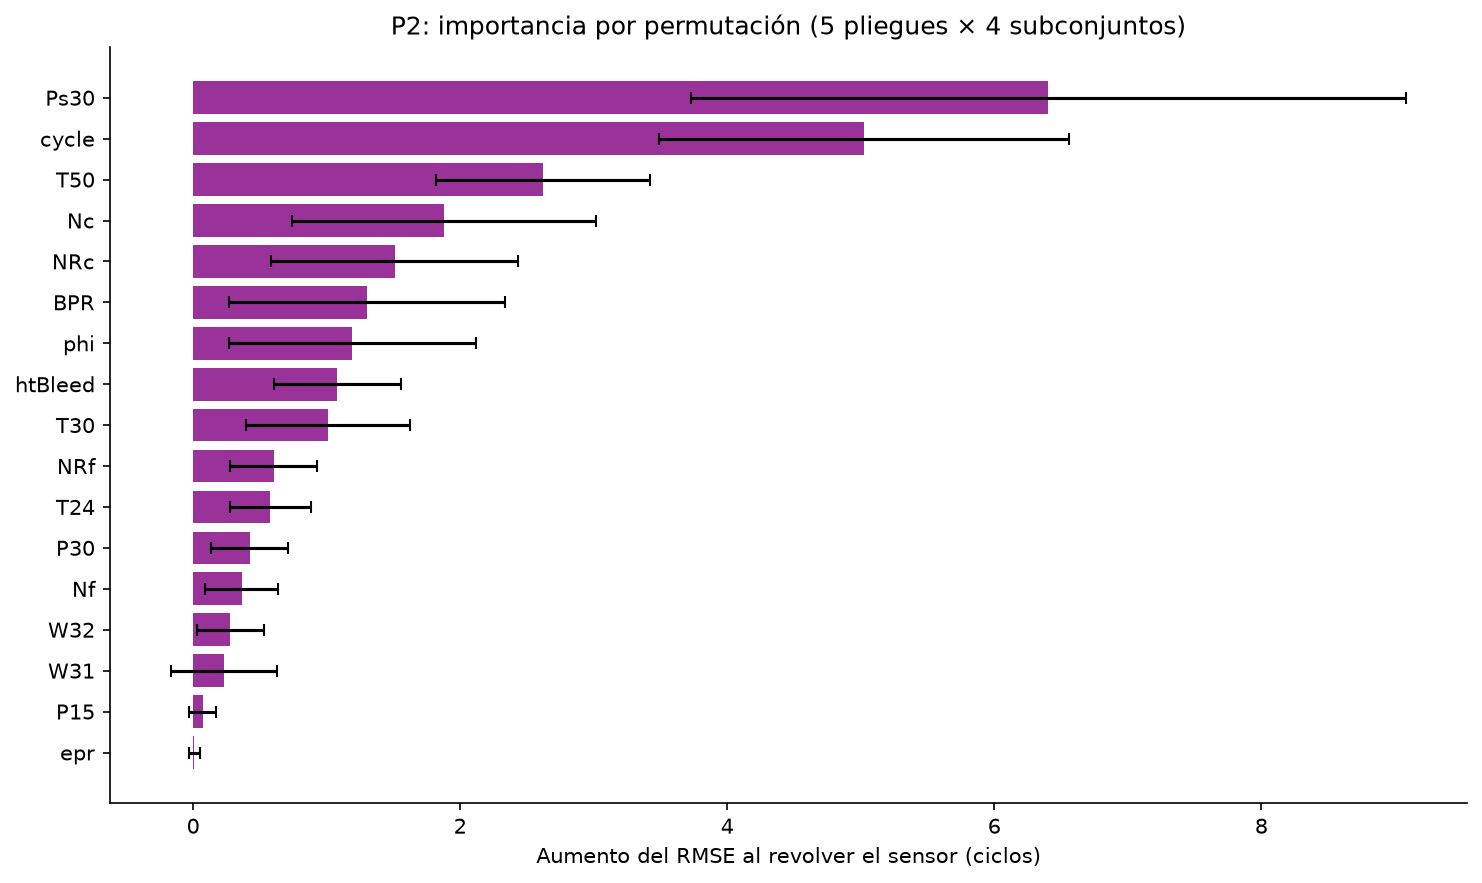 P2: importancia por permutación (5 pliegues × 4 subconjuntos)
Ps30
cycle
T50
Nc
NRc
BPR
phi
htBleed
T30
NRf
T24
P30
Nf
W32
W31
P15
epr
0 2 4 6 8
Aumento del RMSE al revolver el sensor (ciclos)